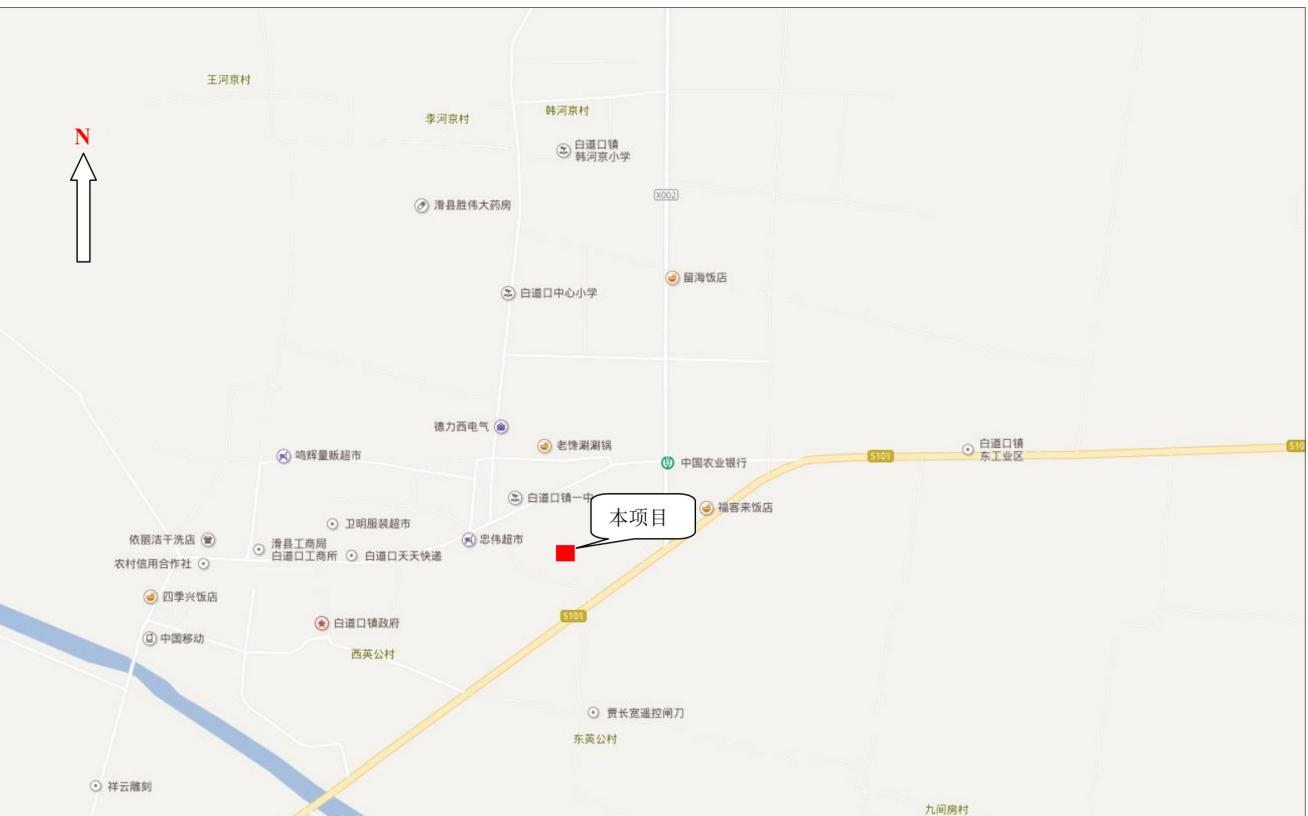 王河京村
韩河京村
李河京村
N
白道口镇
韩河京小学
X002
滑县胜伟大药房
留海饭店
白道口中心小学
德力西电气
老馋涮涮锅
白道口镇
东工业区
S101
S10
鸣辉量贩超市
中国农业银行
白道口镇一中
福客来饭店
本项目
卫明服装超市
依丽洁干洗店
忠伟超市
滑县工商局
白道口工商所
白道口天天快递
农村信用合作社
四季兴饭店
S101
白道口镇政府
中国移动
西英公村
贾长宽遥控闸刀
东英公村
祥云雕刻
九间房村